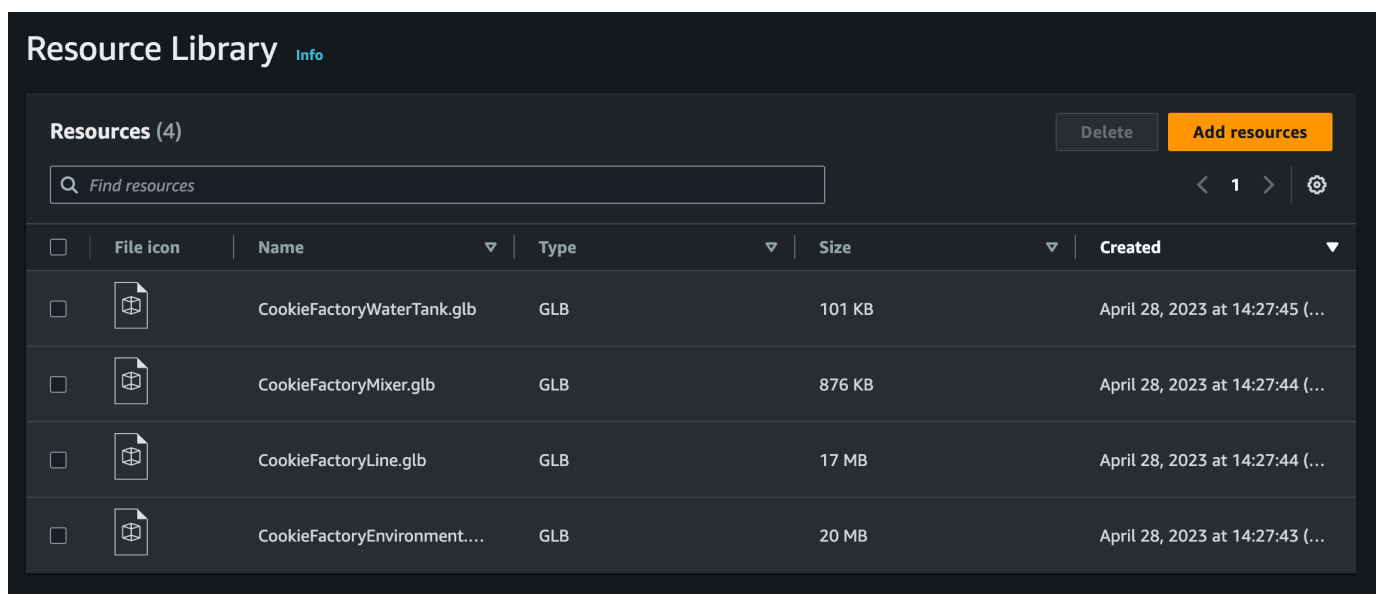 Resource Library Info
Resources (4)
Delete
Add resources
Find resources
1
File icon Name Type Size Created
CookieFactoryWaterTank.glb GLB 101 KB April 28, 2023 at 14:27:45 (...
CookieFactoryMixer.glb GLB 876 KB April 28, 2023 at 14:27:44 (...
CookieFactoryLine.glb GLB 17 MB April 28, 2023 at 14:27:44 (...
CookieFactoryEnvironment.... GLB 20 MB April 28, 2023 at 14:27:43 (...